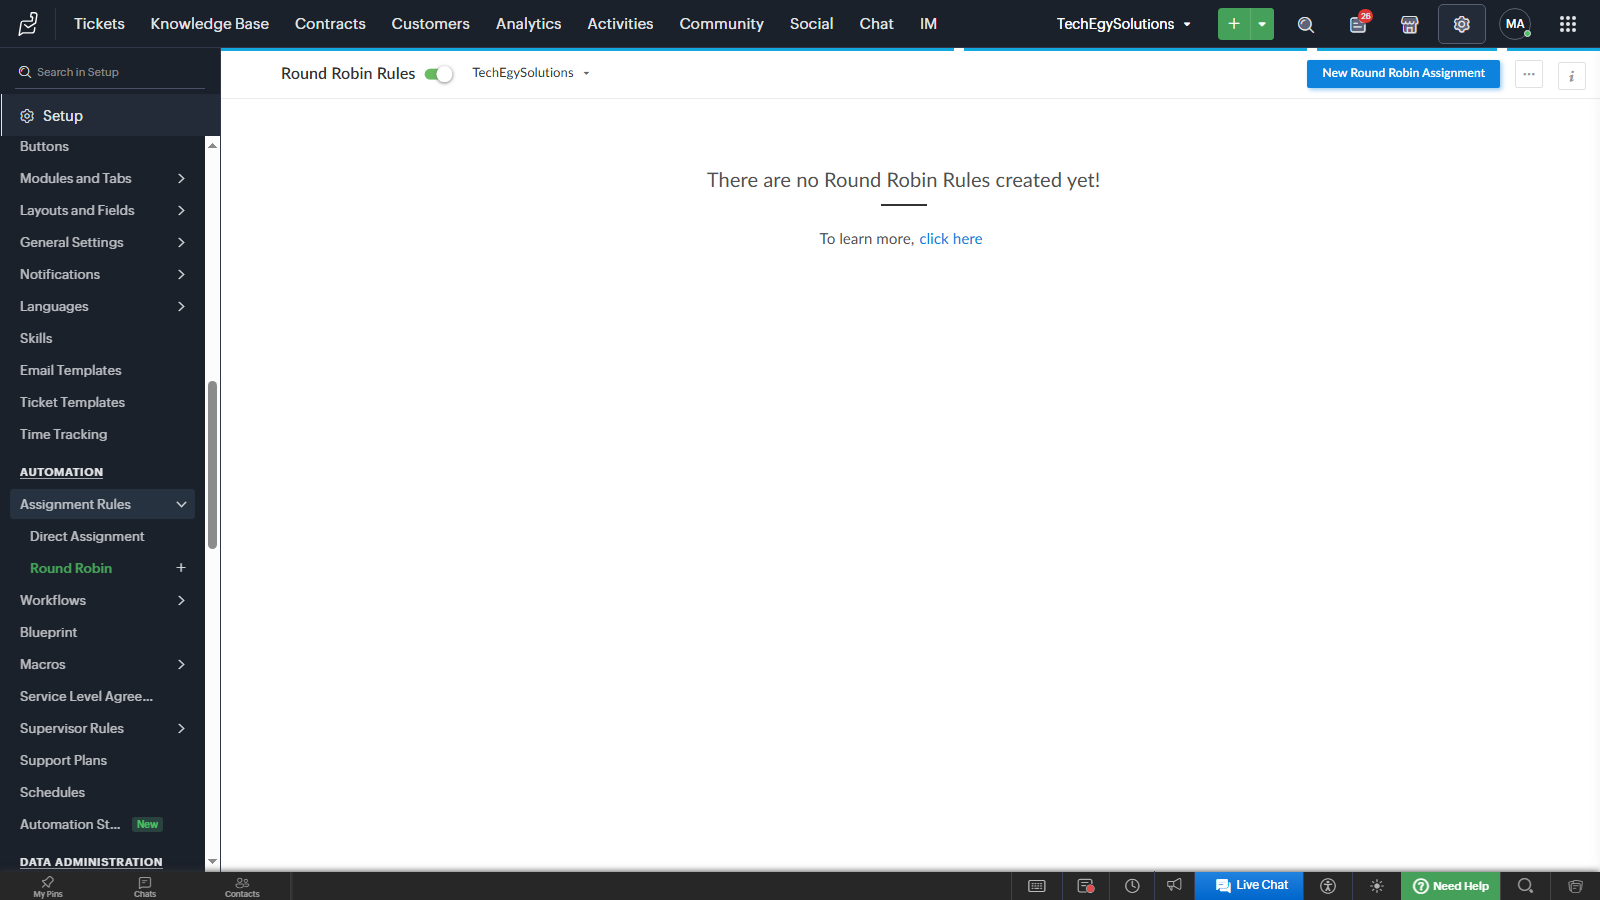 Tickets Knowledge Base Contracts Customers Analytics Activities Community Social Chat IM TechEgySolutions 26 MA
Search in Setup
Round Robin Rules TechEgySolutions New Round Robin Assignment i
Setup
Buttons
Modules and Tabs
Layouts and Fields
General Settings
Notifications
Languages
Skills
Email Templates
Ticket Templates
Time Tracking
AUTOMATION
Assignment Rules
Direct Assignment
Round Robin
Workflows
Blueprint
Macros
Service Level Agree...
Supervisor Rules
Support Plans
Schedules
Automation St... New
DATA ADMINISTRATION
There are no Round Robin Rules created yet!
To learn more, click here
My Pins Chats Contacts Live Chat Need Help